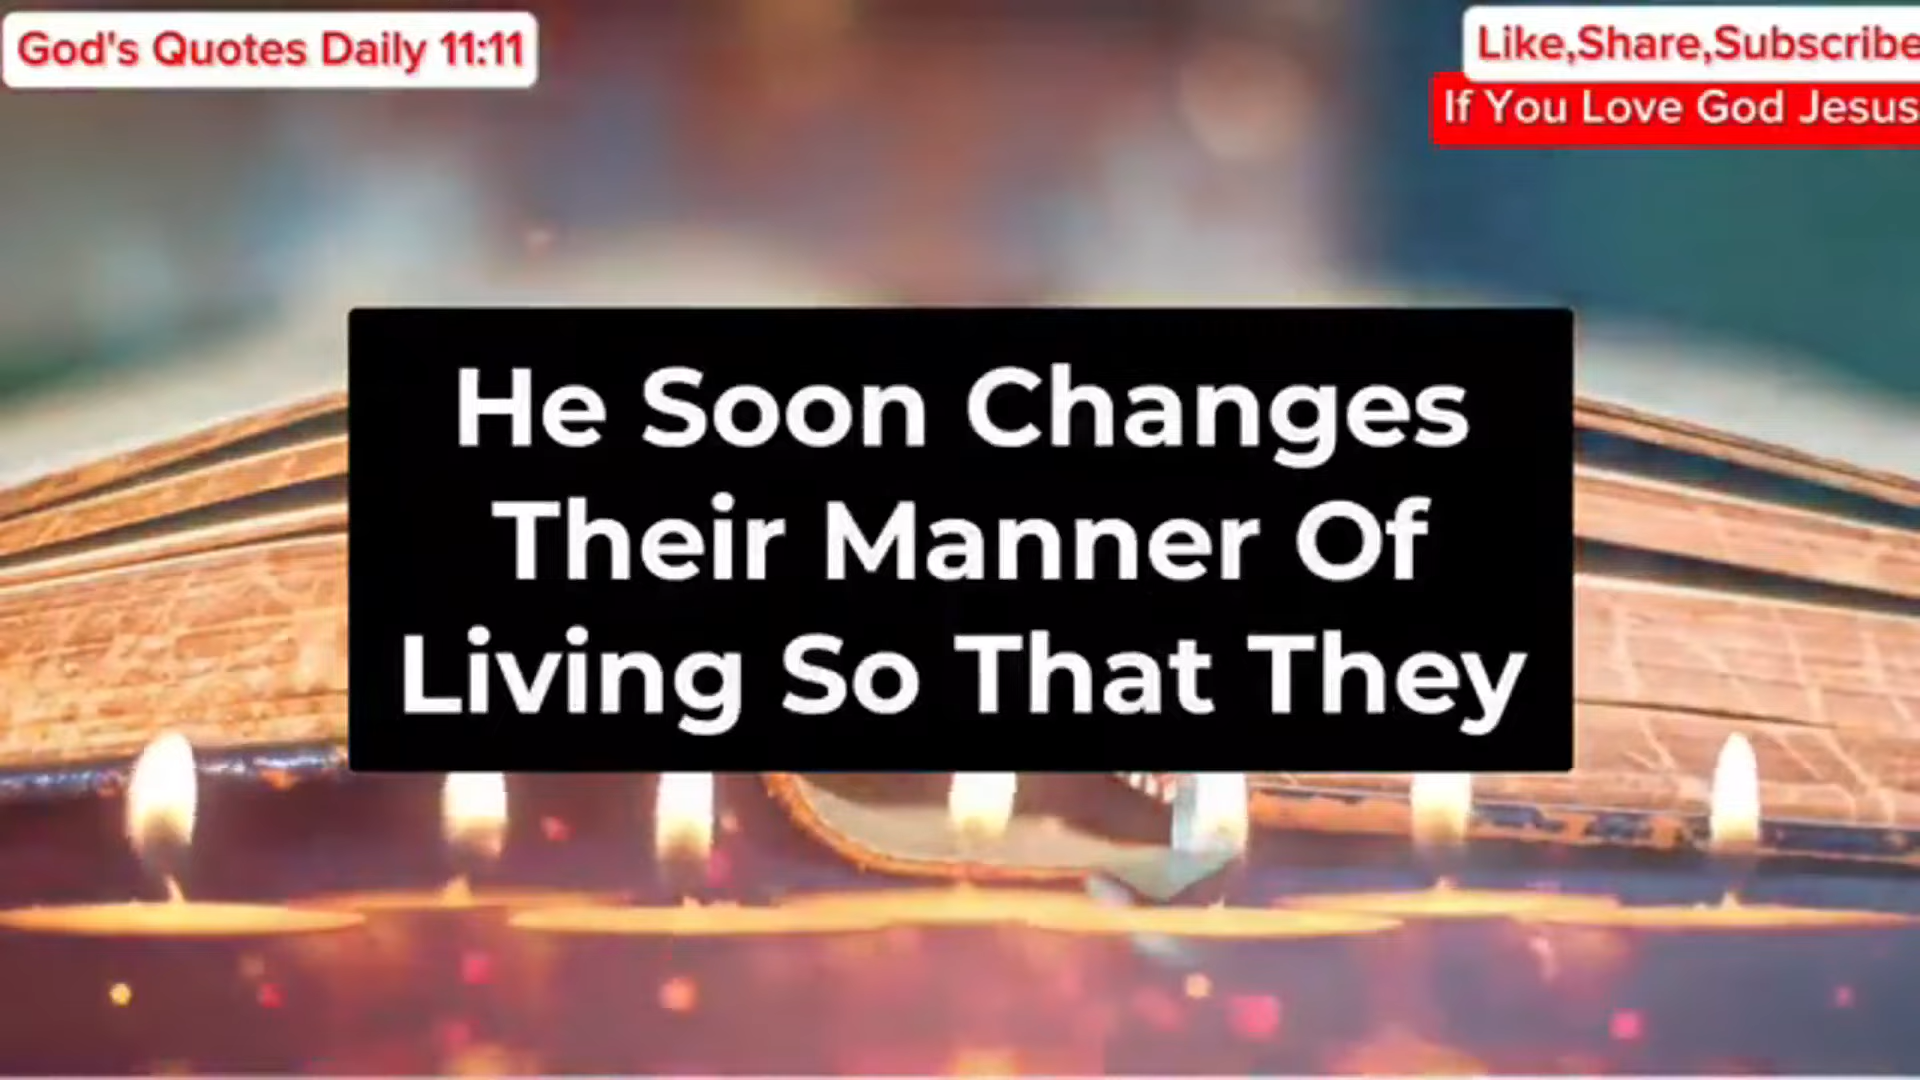 God's Quotes Daily 11:11
Like,Share,Subscribe
If You Love God Jesus
He Soon Changes
Their Manner Of
Living So That They